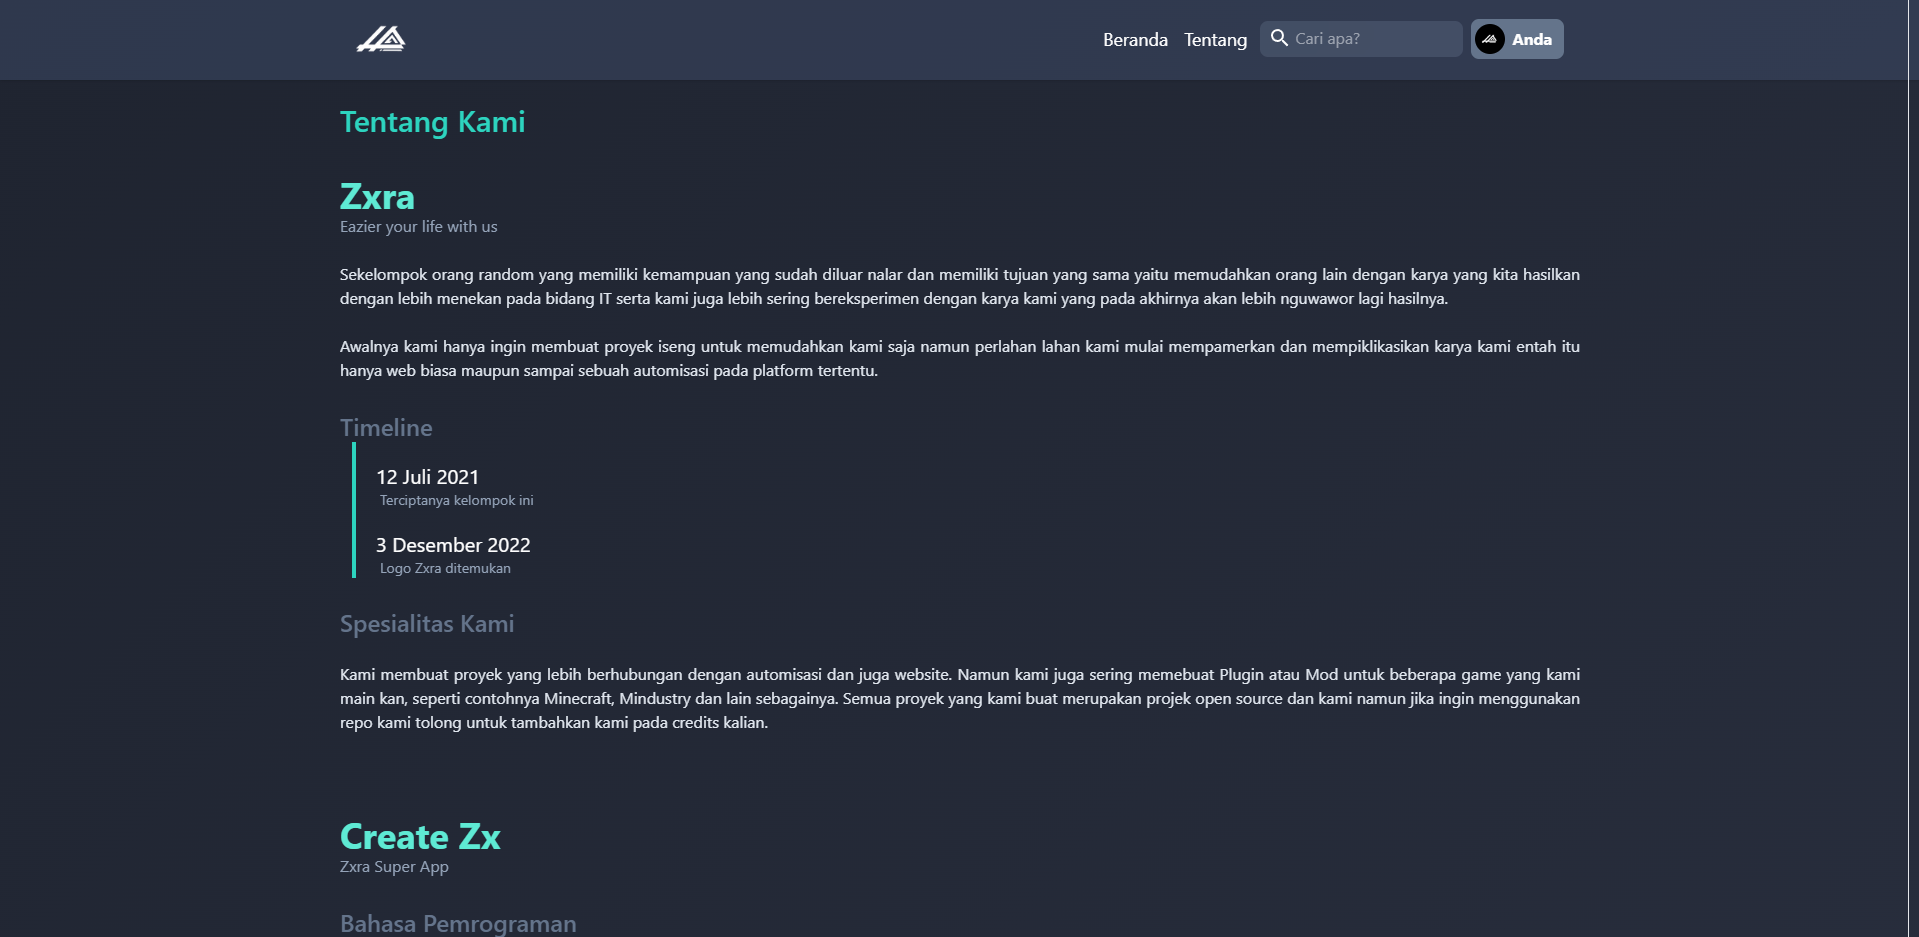 Beranda Tentang Cari apa? Anda
Tentang Kami
Zxra
Eazier your life with us
Sekelompok orang random yang memiliki kemampuan yang sudah diluar nalar dan memiliki tujuan yang sama yaitu memudahkan orang lain dengan karya yang kita hasilkan
dengan lebih menekan pada bidang IT serta kami juga lebih sering bereksperimen dengan karya kami yang pada akhirnya akan lebih nguwawor lagi hasilnya.
Awalnya kami hanya ingin membuat proyek iseng untuk memudahkan kami saja namun perlahan lahan kami mulai mempamerkan dan mempiklikasikan karya kami entah itu
hanya web biasa maupun sampai sebuah automisasi pada platform tertentu.
Timeline
12 Juli 2021
Terciptanya kelompok ini
3 Desember 2022
Logo Zxra ditemukan
Spesialitas Kami
Kami membuat proyek yang lebih berhubungan dengan automisasi dan juga website. Namun kami juga sering memebuat Plugin atau Mod untuk beberapa game yang kami
main kan, seperti contohnya Minecraft, Mindustry dan lain sebagainya. Semua proyek yang kami buat merupakan projek open source dan kami namun jika ingin menggunakan
repo kami tolong untuk tambahkan kami pada credits kalian.
Create Zx
Zxra Super App
Bahasa Pemrograman